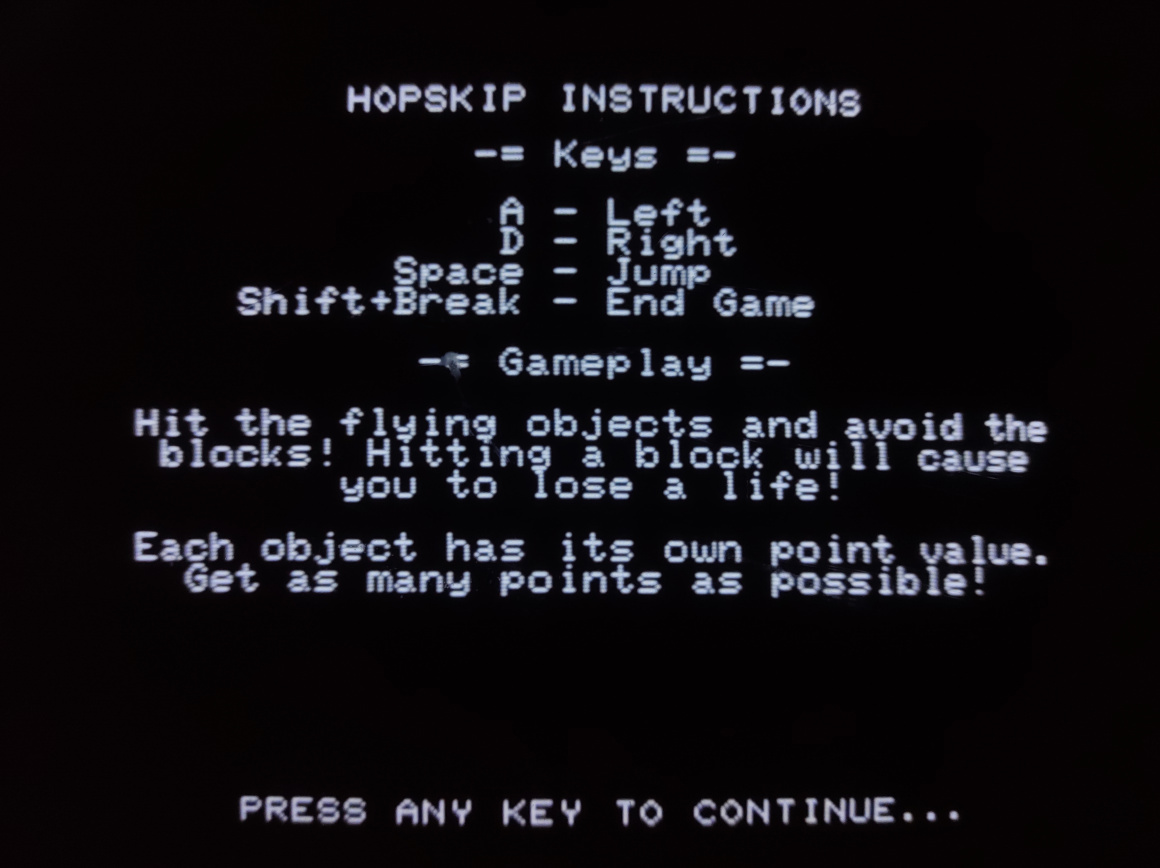 HOPSKIP INSTRUCTIONS
-= Keys =-
A - Left
D - Right
Space - Jump
Shift+Break - End Game
-= Gameplay =-
Hit the flying objects and avoid the
blocks! Hitting a block will cause
you to lose a life!
Each object has its own point value.
Get as many points as possible!
PRESS ANY KEY TO CONTINUE...